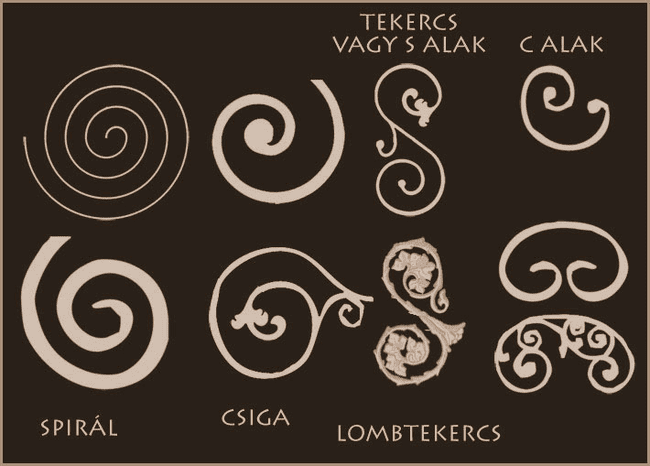 TEKERCS
VAGY S ALAK
C ALAK
SPIRÁL
CSIGA
LOMBTEKERCS